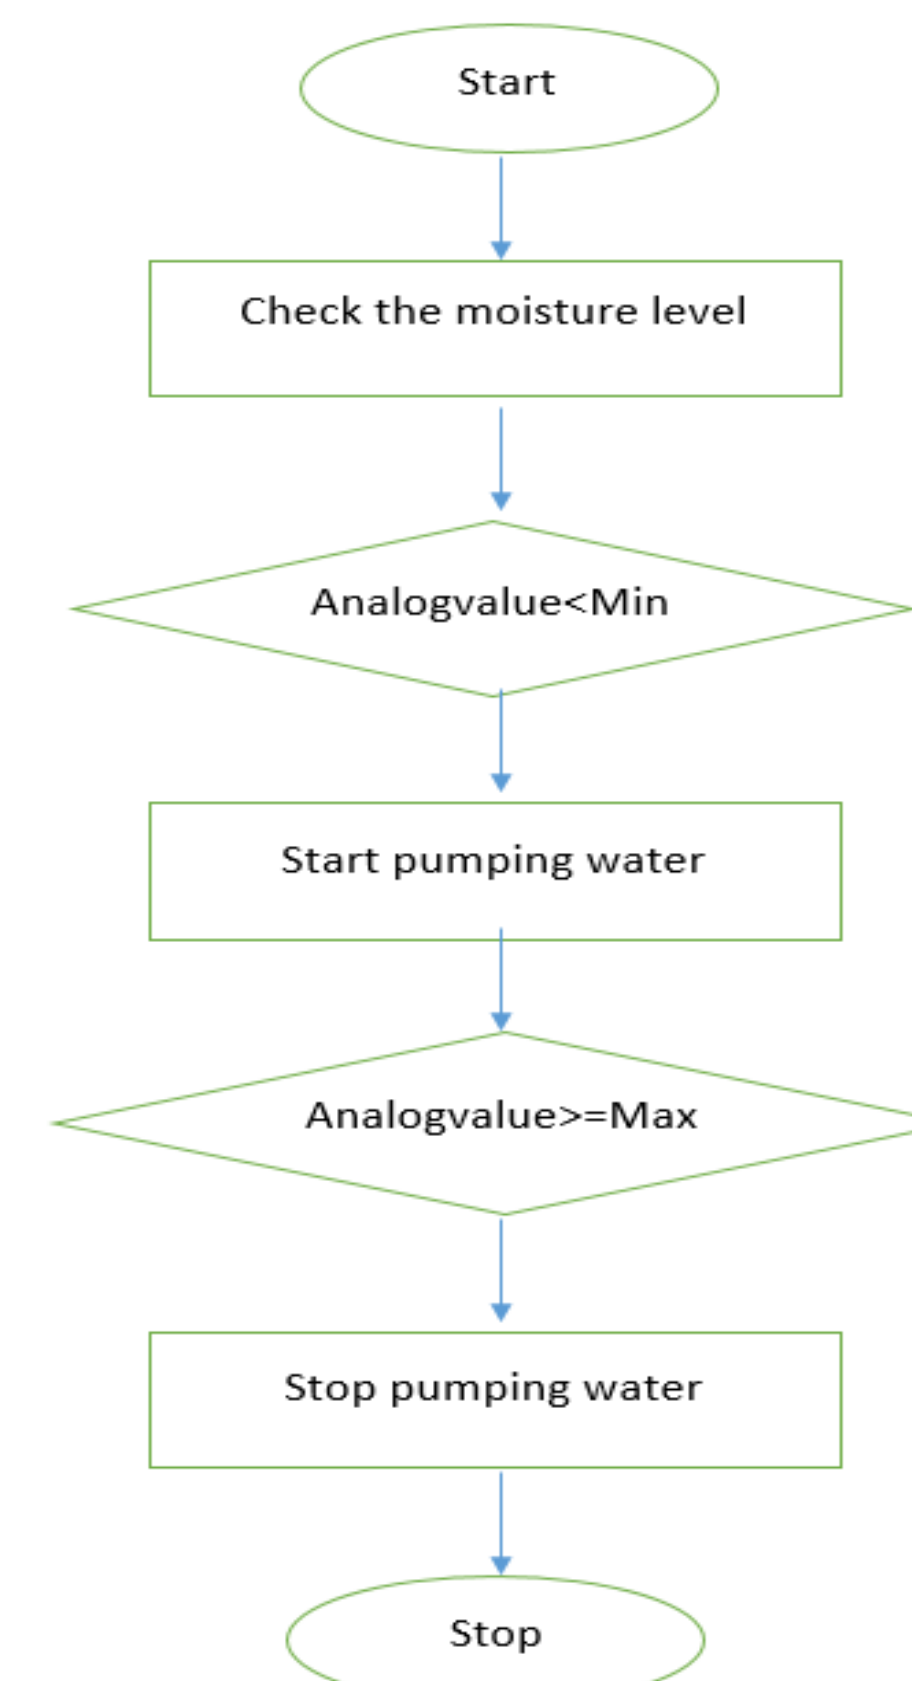 Start
Check the moisture level
Analogvalue<Min
Start pumping water
Analogvalue>=Max
Stop pumping water
Stop